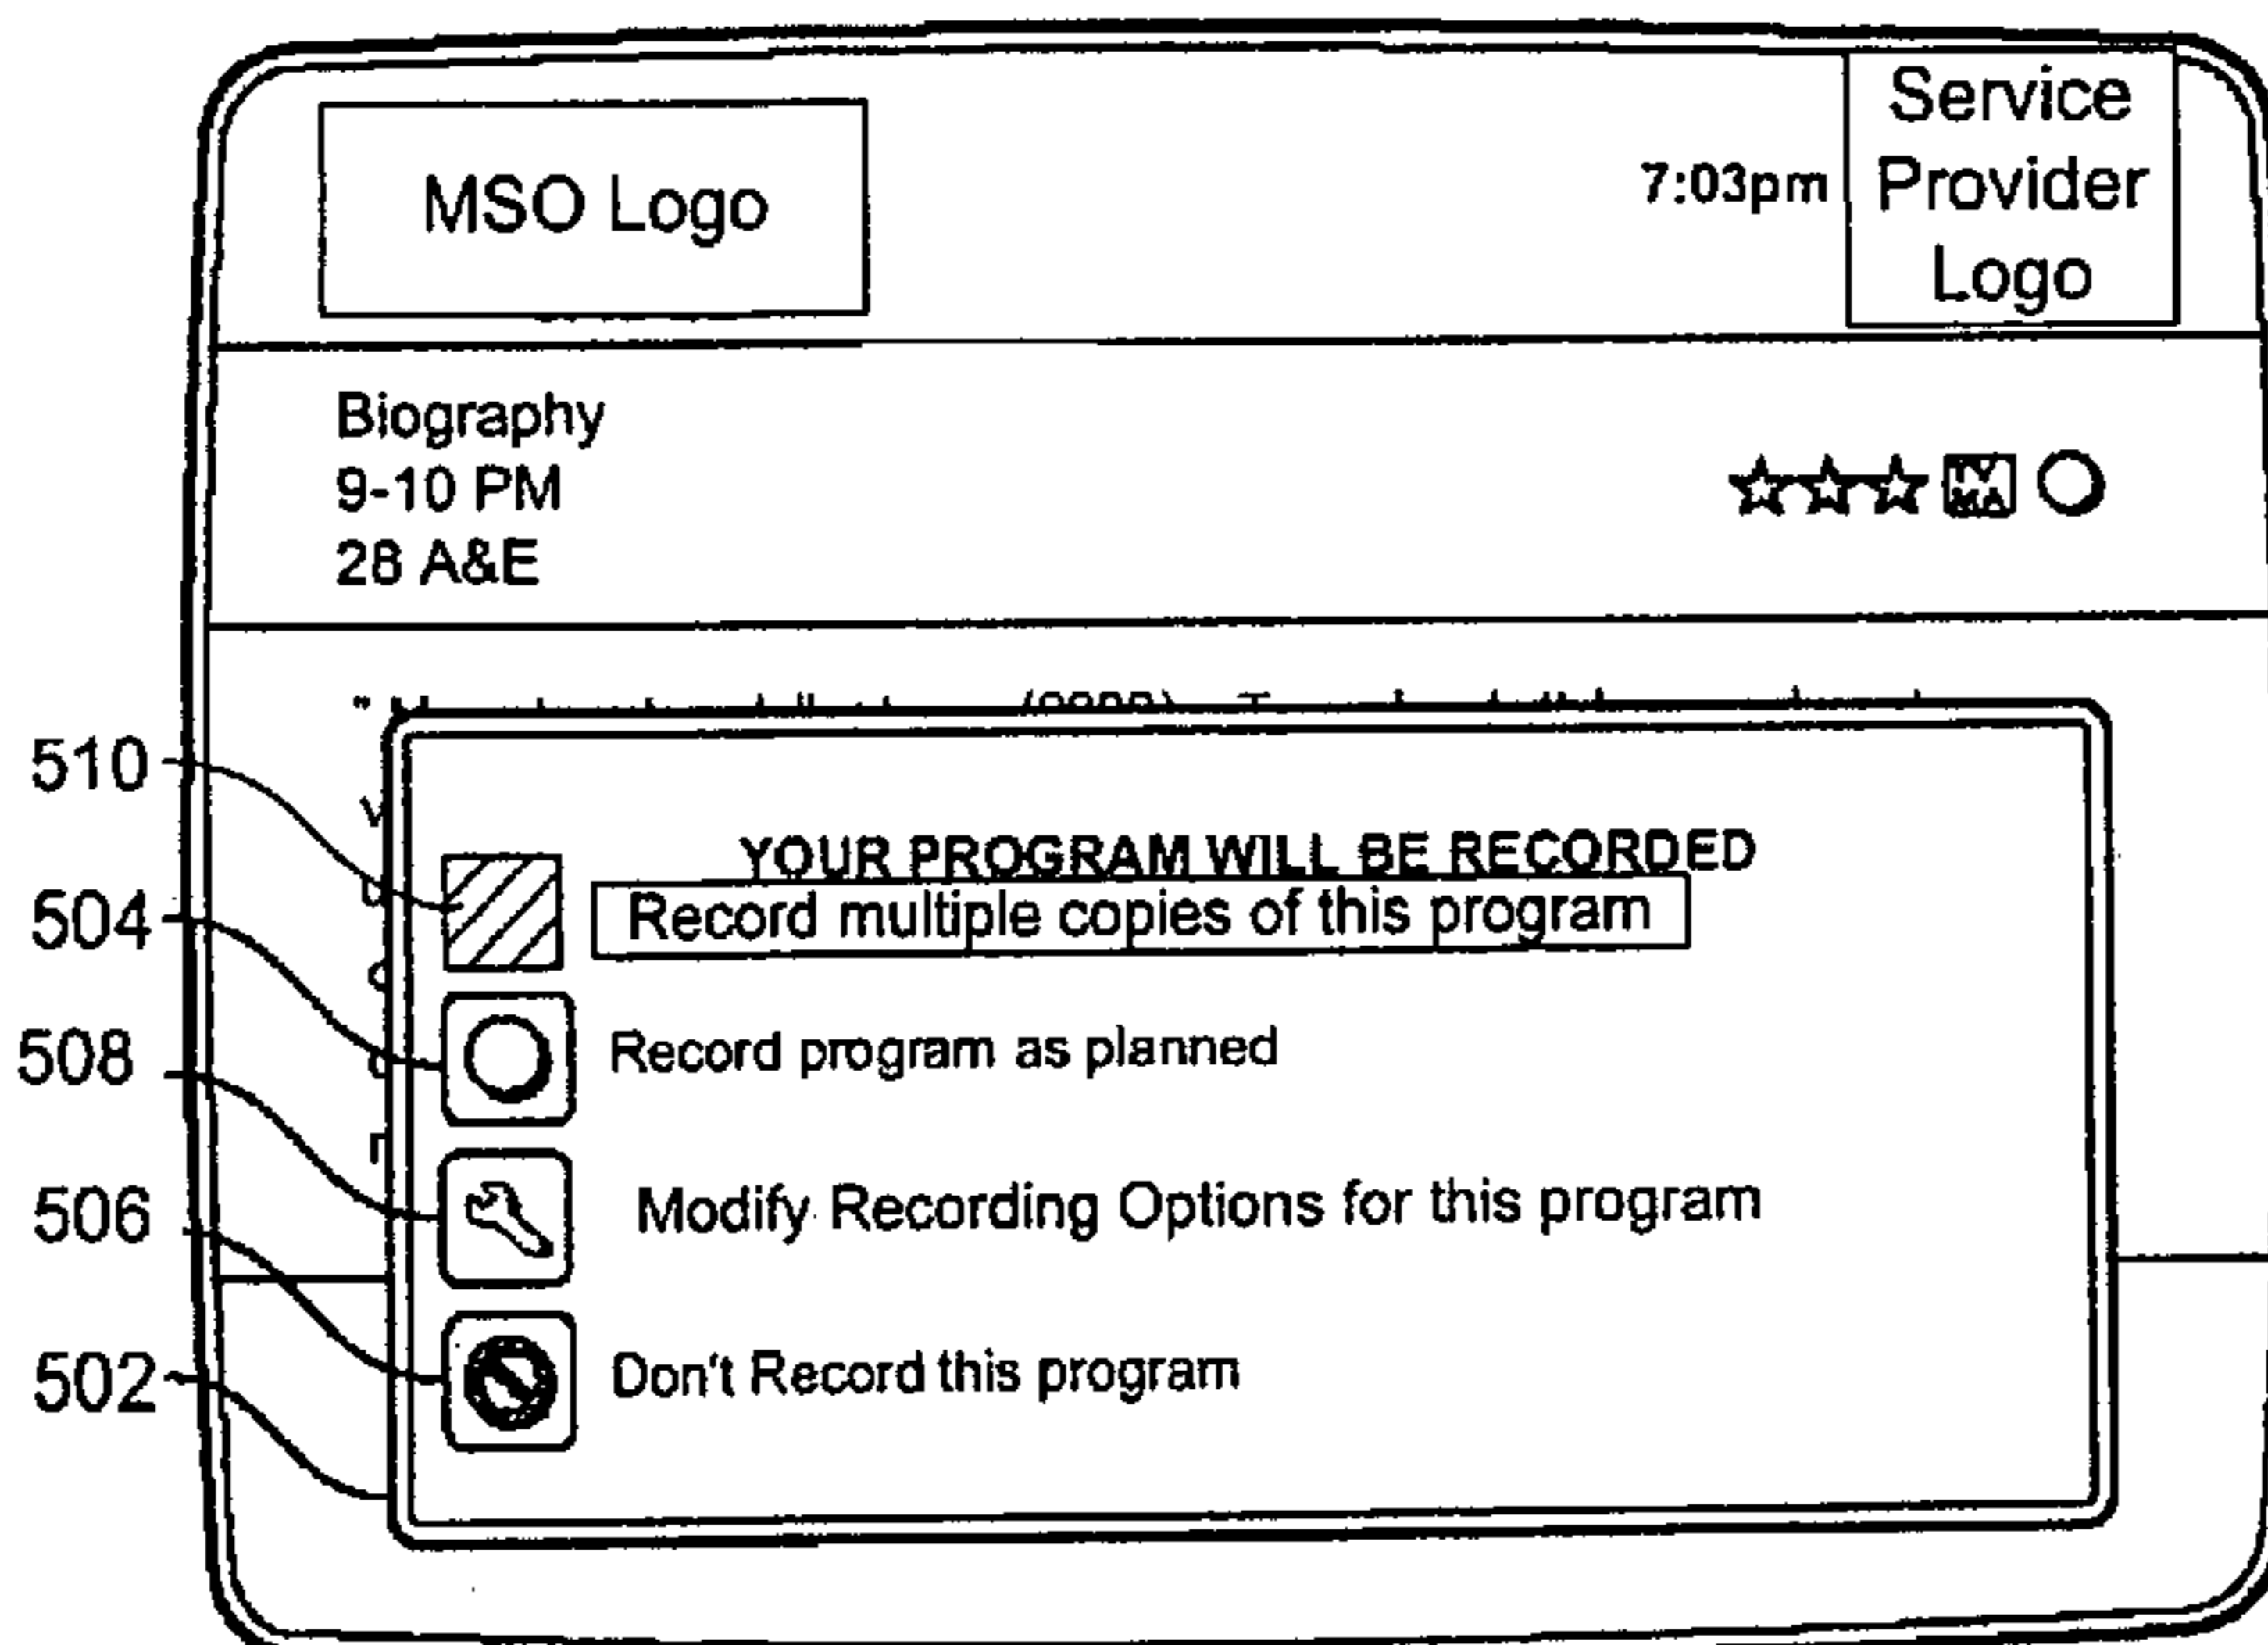 MSO Logo
7:03pm
Service
Provider
Logo
Biography
9-10 PM
28 A&E
TV
MA
YOUR PROGRAM WILL BE RECORDED
510
Record multiple copies of this program
504
Record program as planned
508
Modify Recording Options for this program
506
Don't Record this program
502